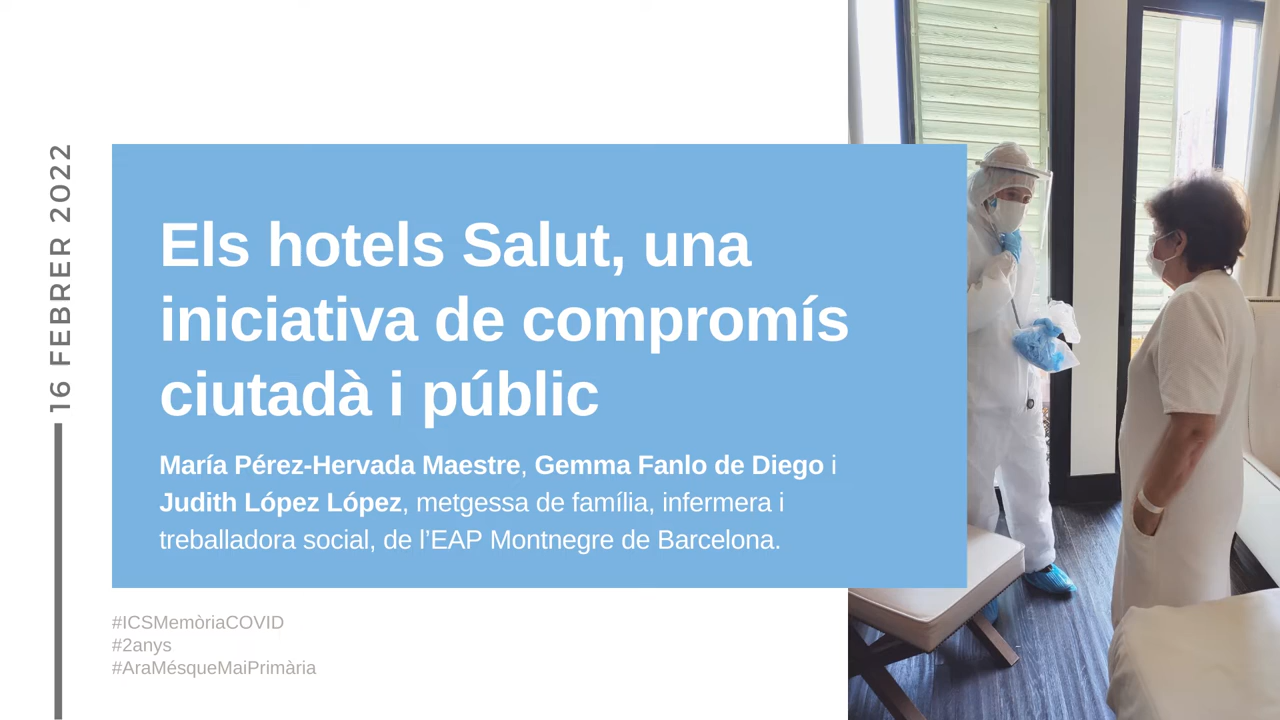 16 FEBRER 2022
Els hotels Salut, una
iniciativa de compromís
ciutadà i públic
María Pérez-Hervada Maestre, Gemma Fanlo de Diego i
Judith López López, metgessa de família, infermera i
treballadora social, de l’EAP Montnegre de Barcelona.
#ICSMemòriaCOVID
#2anys
#AraMésqueMaiPrimària